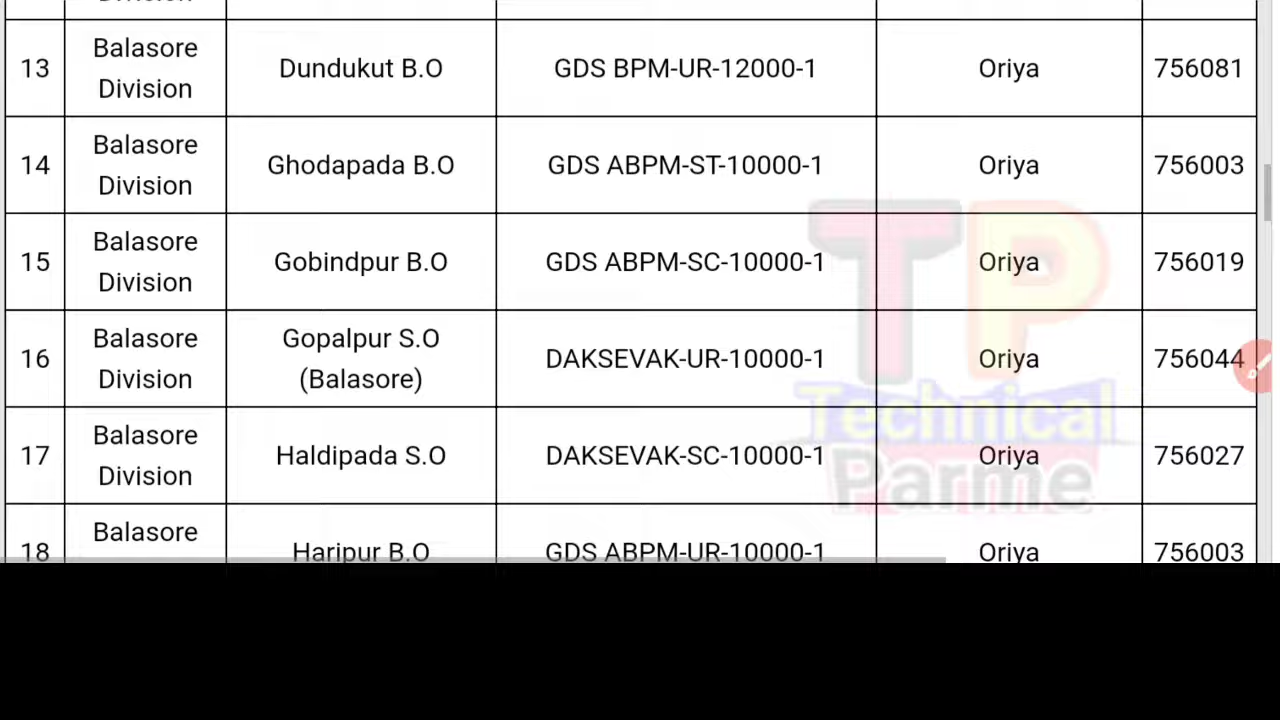 13 Balasore Division Dundukut B.O GDS BPM-UR-12000-1 Oriya 756081
14 Balasore Division Ghodapada B.O GDS ABPM-ST-10000-1 Oriya 756003
15 Balasore Division Gobindpur B.O GDS ABPM-SC-10000-1 Oriya 756019
16 Balasore Division Gopalpur S.O (Balasore) DAKSEVAK-UR-10000-1 Oriya 756044
17 Balasore Division Haldipada S.O DAKSEVAK-SC-10000-1 Oriya 756027
18 Balasore Haripur B.O GDS ABPM-UR-10000-1 Oriya 756003
TP
Technical
Parme